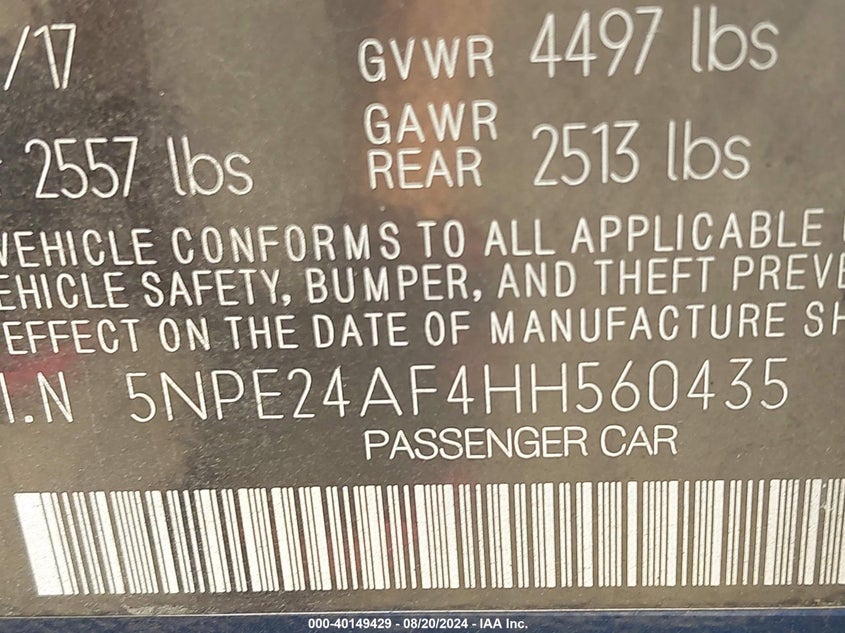 /17 GVWR 4497 lbs
2557 lbs GAWR REAR 2513 lbs
VEHICLE CONFORMS TO ALL APPLICABLE
EHICLE SAFETY, BUMPER, AND THEFT PREVE
EFFECT ON THE DATE OF MANUFACTURE SH
I.N 5NPE24AF4HH560435
PASSENGER CAR
000-40149429 - 08/20/2024 - IAA Inc.